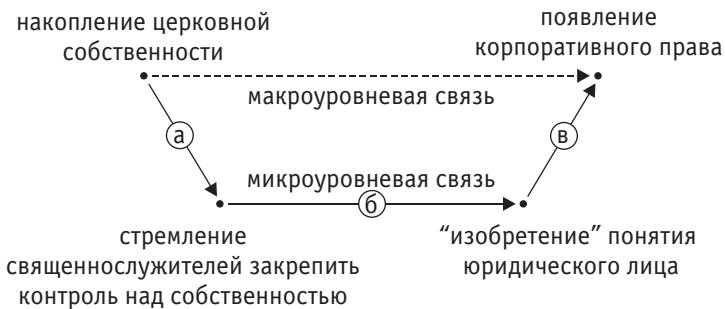 накопление церковной
собственности
появление
корпоративного права
макроуровневая связь
а
в
микроуровневая связь
б
стремление
священнослужителей закрепить
контроль над собственностью
“изобретение” понятия
юридического лица